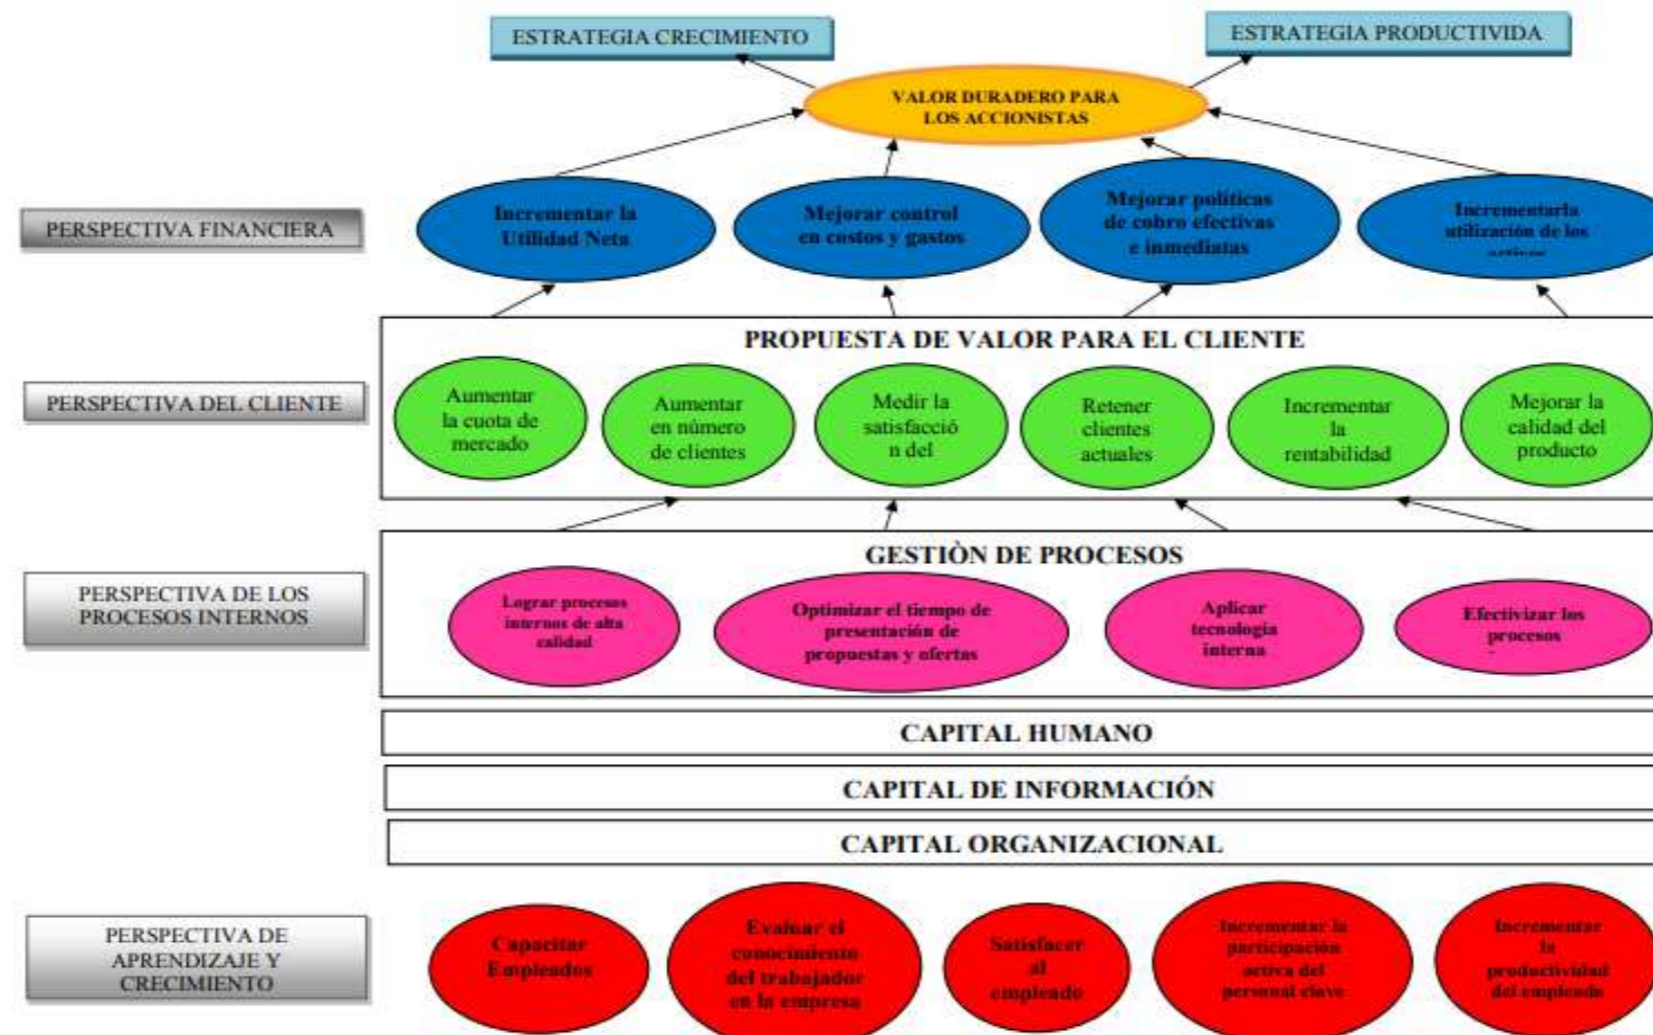 ESTRATEGIA CRECIMIENTO
ESTRATEGIA PRODUCTIVIDA
VALOR DURADERO PARA
LOS ACCIONISTAS
PERSPECTIVA FINANCIERA
Incrementar la
Utilidad Neta
Mejorar control
en costos y gastos
Mejorar políticas
de cobro efectivas
e inmediatas
Incrementarla
utilización de los
PROPUESTA DE VALOR PARA EL CLIENTE
PERSPECTIVA DEL CLIENTE
Aumentar
la cuota de
mercado
Aumentar
en número
de clientes
Medir la
satisfacció
n del
Retener
clientes
actuales
Incrementar
la
rentabilidad
Mejorar la
calidad del
producto
GESTIÒN DE PROCESOS
PERSPECTIVA DE LOS
PROCESOS INTERNOS
Lograr procesos
internos de alta
calidad
Optimizar el tiempo de
presentación de
propuestas y ofertas
Aplicar
tecnología
interna
Efectivizar los
procesos
CAPITAL HUMANO
CAPITAL DE INFORMACIÓN
CAPITAL ORGANIZACIONAL
PERSPECTIVA DE
APRENDIZAJE Y
CRECIMIENTO
Capacitar
Empleados
Evaluar el
conocimiento
del trabajador
en la empresa
Satisfacer
al
empleado
Incrementar la
participación
activa del
personal clave
Incrementar
la
productividad
del empleado